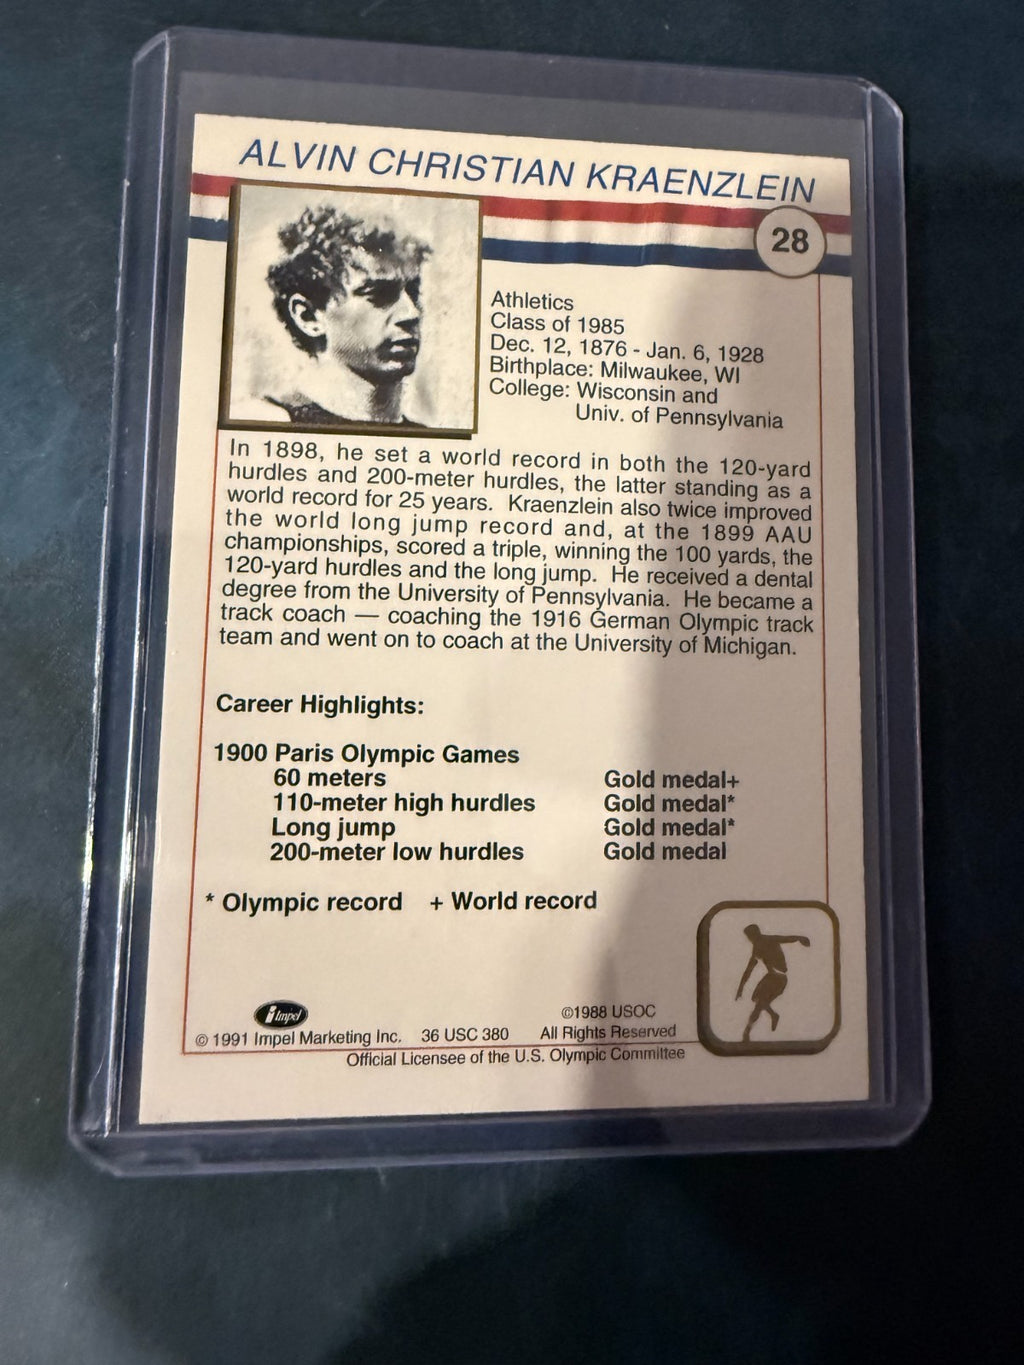 ALVIN CHRISTIAN KRAENZLEIN
28
Athletics
Class of 1985
Dec. 12, 1876 - Jan. 6, 1928
Birthplace: Milwaukee, WI
College: Wisconsin and
Univ. of Pennsylvania
In 1898, he set a world record in both the 120-yard
hurdles and 200-meter hurdles, the latter standing as a
world record for 25 years. Kraenzlein also twice improved
the world long jump record and, at the 1899 AAU
championships, scored a triple, winning the 100 yards, the
120-yard hurdles and the long jump. He received a dental
degree from the University of Pennsylvania. He became a
track coach — coaching the 1916 German Olympic track
team and went on to coach at the University of Michigan.
Career Highlights:
1900 Paris Olympic Games
60 meters Gold medal+
110-meter high hurdles Gold medal*
Long jump Gold medal*
200-meter low hurdles Gold medal
* Olympic record + World record
impel
©1988 USOC
© 1991 Impel Marketing Inc. 36 USC 380 All Rights Reserved
Official Licensee of the U.S. Olympic Committee